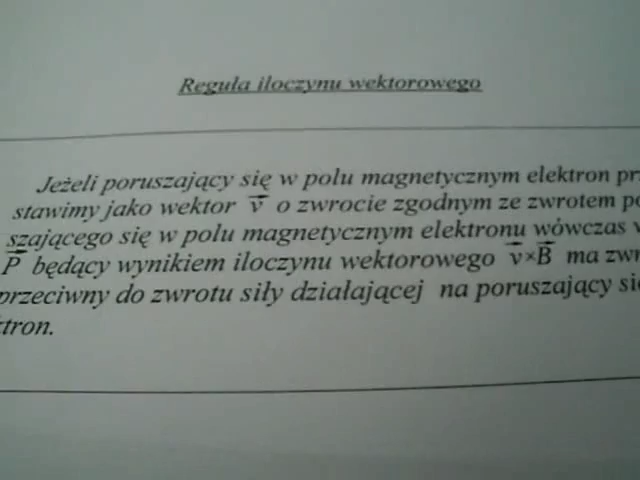 Reguła iloczynu wektorowego
Jeżeli poruszający się w polu magnetycznym elektron
stawimy jako wektor v⃗ o zwrocie zgodnym ze zwrotem
szającego się w polu magnetycznym elektronu wówczas
P⃗ będący wynikiem iloczynu wektorowego v⃗×B⃗ ma
przeciwny do zwrotu siły działającej na poruszający
tron.